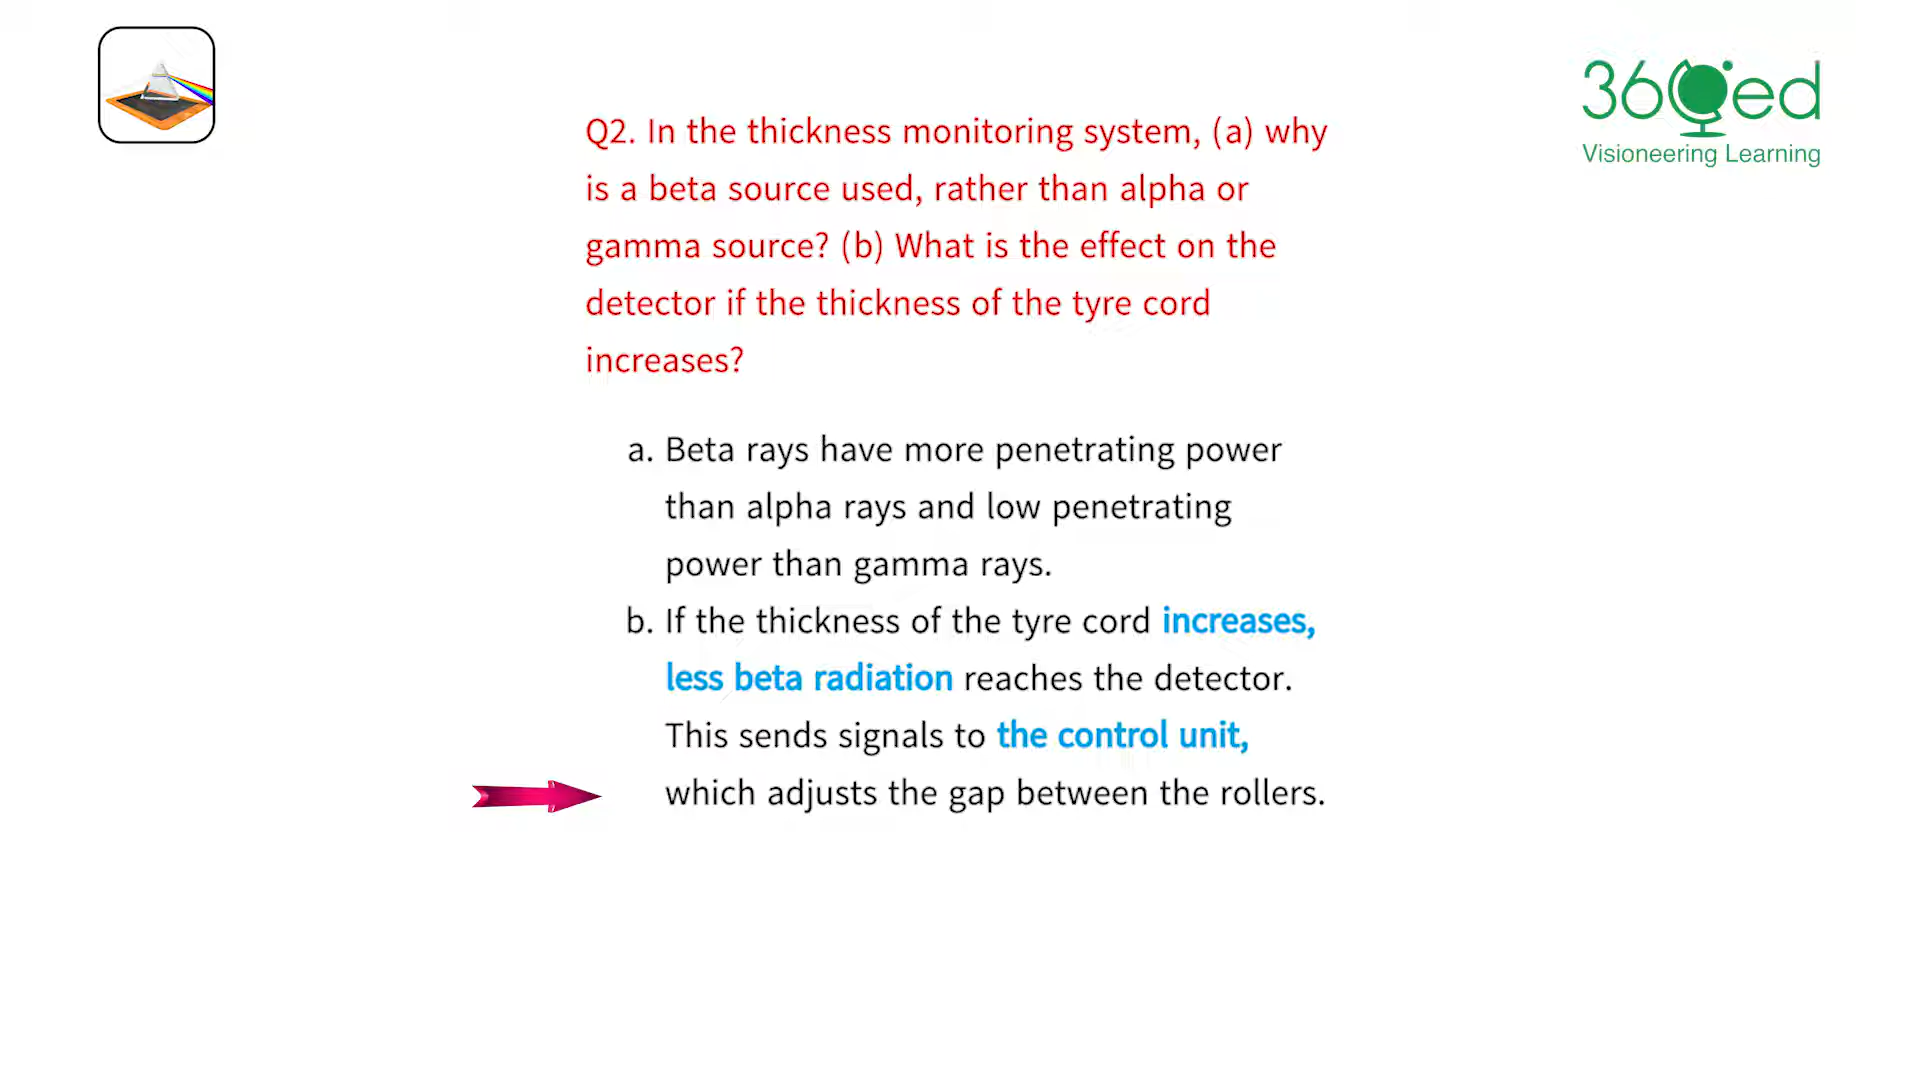 360ed
Visioneering Learning
Q2. In the thickness monitoring system, (a) why
is a beta source used, rather than alpha or
gamma source? (b) What is the effect on the
detector if the thickness of the tyre cord
increases?
a. Beta rays have more penetrating power
than alpha rays and low penetrating
power than gamma rays.
b. If the thickness of the tyre cord increases,
less beta radiation reaches the detector.
This sends signals to the control unit,
which adjusts the gap between the rollers.